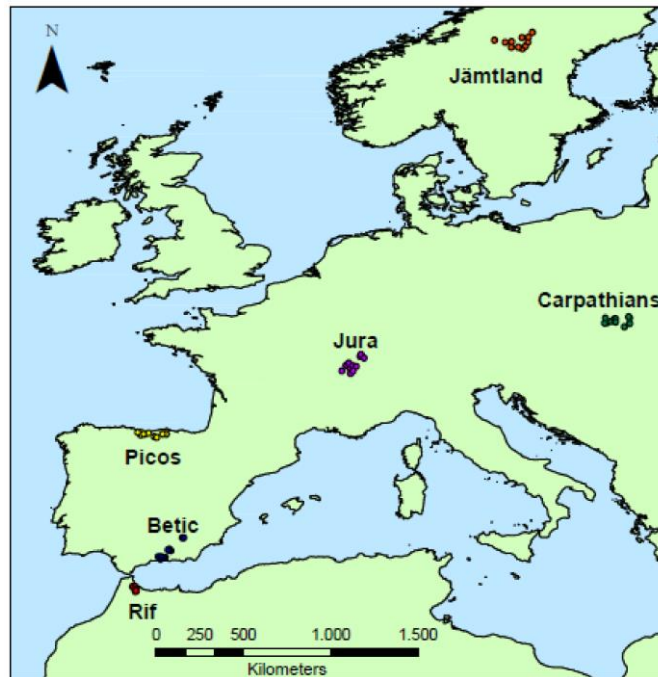 N
Jämtland
Carpathians
Jura
Picos
Betic
Rif
0 250 500 1.000 1.500
Kilometers